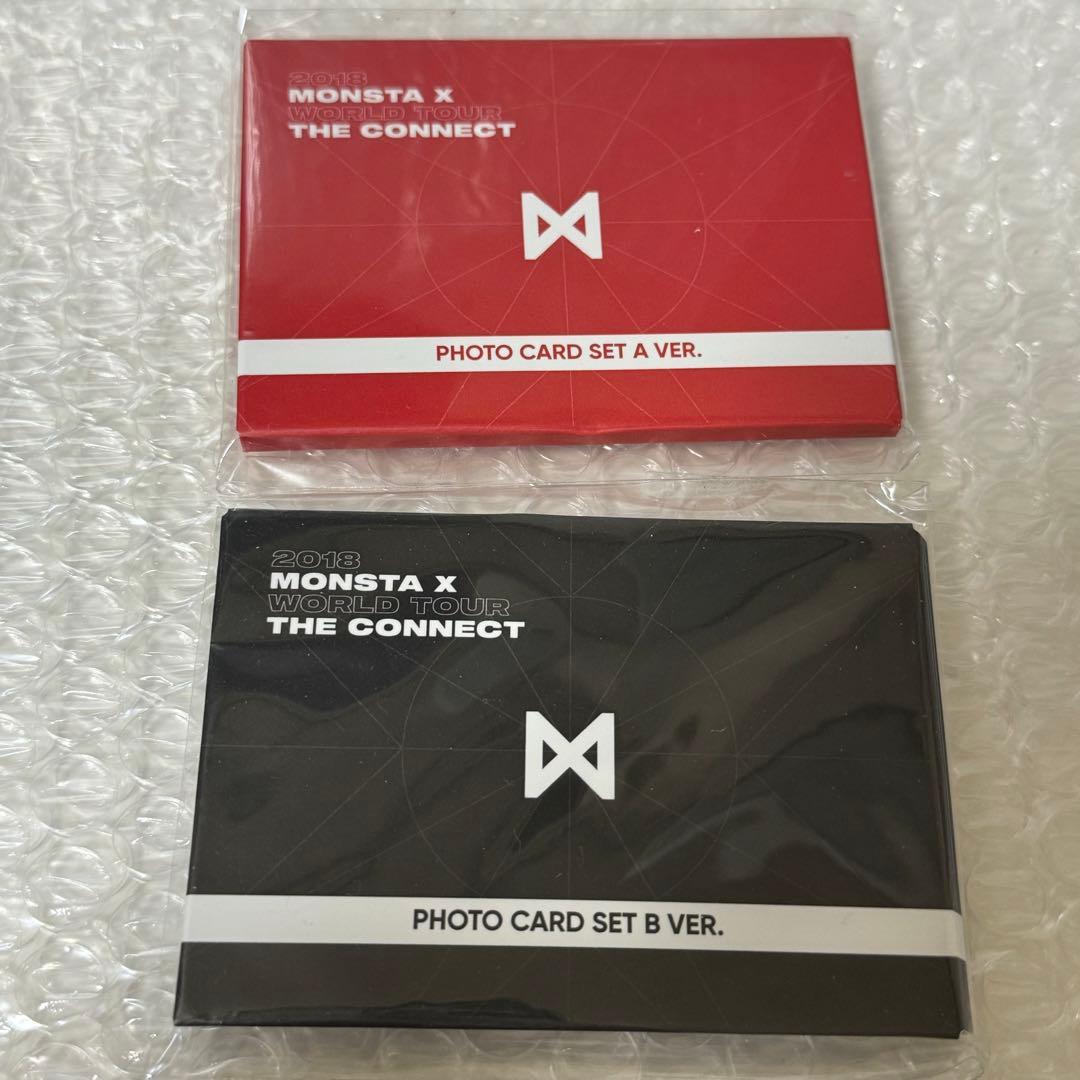 2018
MONSTA X
WORLD TOUR
THE CONNECT
PHOTO CARD SET A VER.
2018
MONSTA X
WORLD TOUR
THE CONNECT
PHOTO CARD SET B VER.